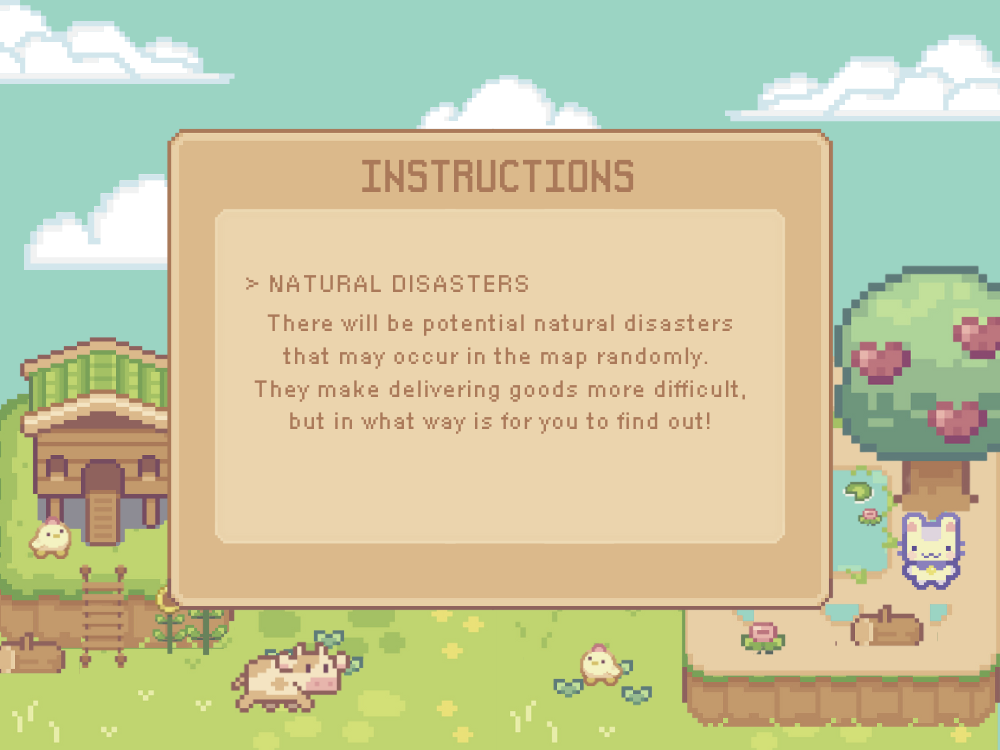 INSTRUCTIONS
> NATURAL DISASTERS
There will be potential natural disasters
that may occur in the map randomly.
They make delivering goods more difficult,
but in what way is for you to find out!